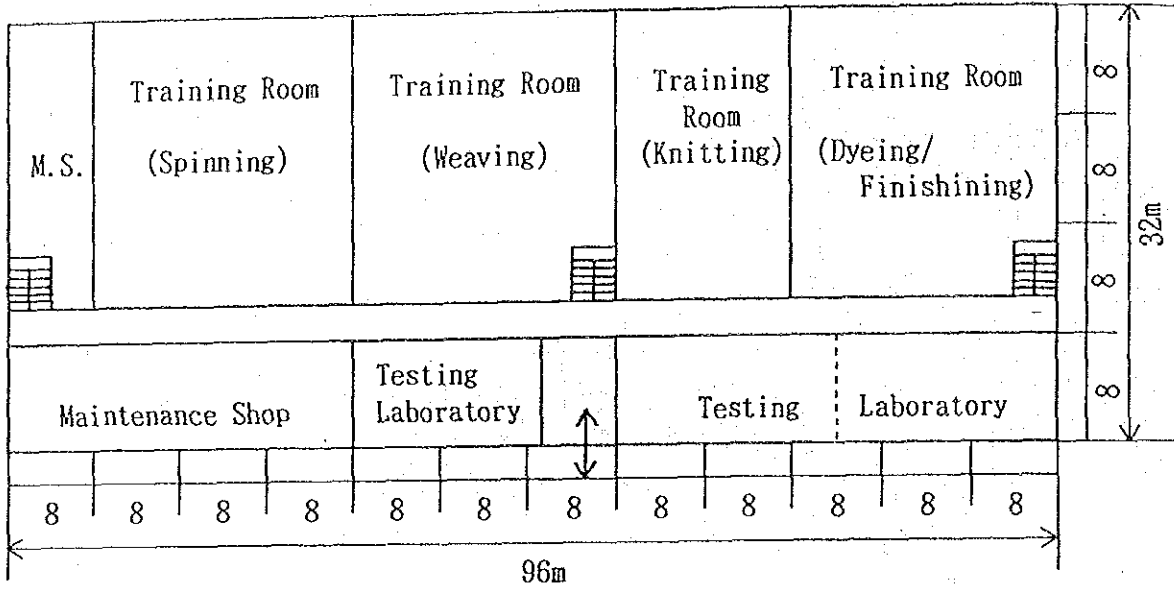 Training Room
(Spinning)
Training Room
(Weaving)
Training
Room
(Knitting)
Training Room
(Dyeing/
Finishining)
M.S.
8
8
8
8
32m
Maintenance Shop
Testing
Laboratory
Testing
Laboratory
8 8 8 8 8 8 8 8 8 8 8 8
96m